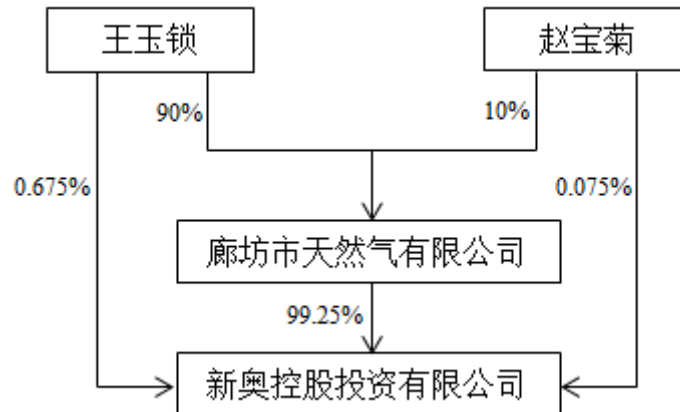 王玉锁
赵宝菊
90%
10%
0.675%
0.075%
廊坊市天然气有限公司
99.25%
新奥控股投资有限公司